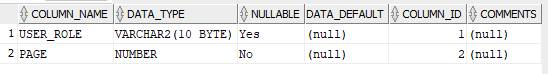 COLUMN_NAME DATA_TYPE NULLABLE DATA_DEFAULT COLUMN_ID COMMENTS
1 USER_ROLE VARCHAR2(10 BYTE) Yes (null) 1 (null)
2 PAGE NUMBER No (null) 2 (null)